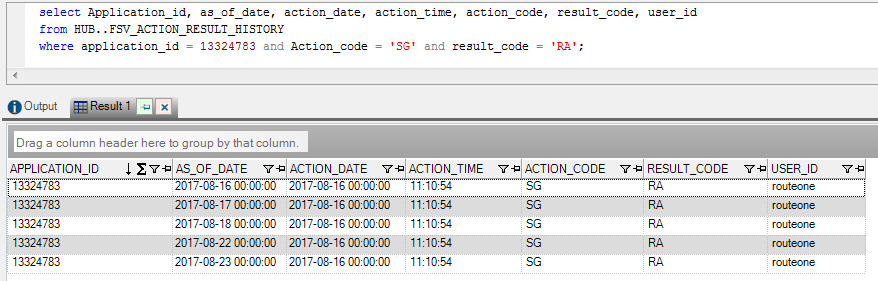 select Application_id, as_of_date, action_date, action_time, action_code, result_code, user_id
from HUB..FSV_ACTION_RESULT_HISTORY
where application_id = 13324783 and Action_code = 'SG' and result_code = 'RA';
Output Result 1
Drag a column header here to group by that column.
APPLICATION_ID AS_OF_DATE ACTION_DATE ACTION_TIME ACTION_CODE RESULT_CODE USER_ID
13324783 2017-08-16 00:00:00 2017-08-16 00:00:00 11:10:54 SG RA routeone
13324783 2017-08-17 00:00:00 2017-08-16 00:00:00 11:10:54 SG RA routeone
13324783 2017-08-18 00:00:00 2017-08-16 00:00:00 11:10:54 SG RA routeone
13324783 2017-08-22 00:00:00 2017-08-16 00:00:00 11:10:54 SG RA routeone
13324783 2017-08-23 00:00:00 2017-08-16 00:00:00 11:10:54 SG RA routeone